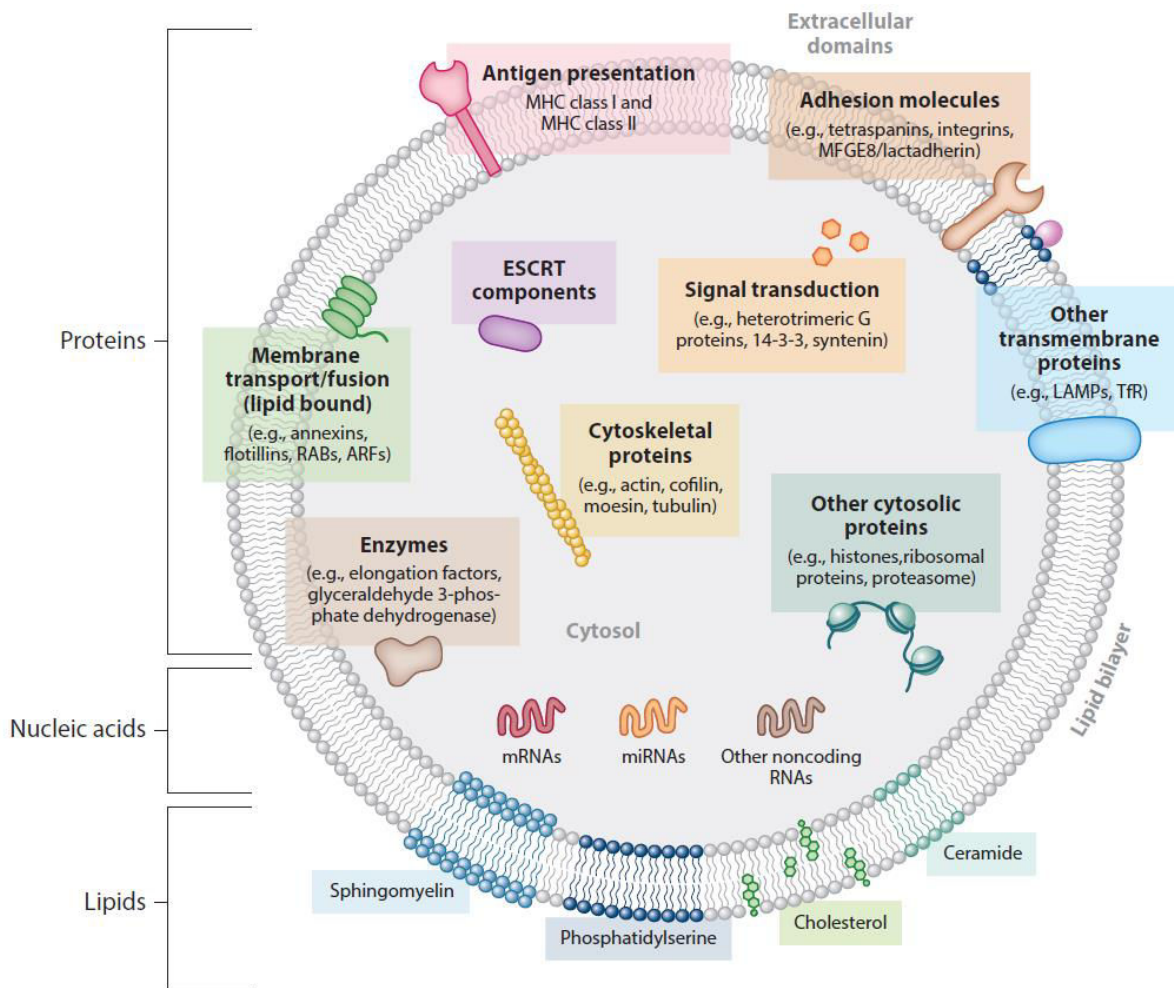 Extracellular
domains
Antigen presentation
MHC class I and
MHC class II
Adhesion molecules
(e.g., tetraspanins, integrins,
MFGE8/lactadherin)
ESCRT
components
Signal transduction
(e.g., heterotrimeric G
proteins, 14-3-3, syntenin)
Other
transmembrane
proteins
(e.g., LAMPs, TfR)
Proteins
Membrane
transport/fusion
(lipid bound)
(e.g., annexins,
flotillins, RABs, ARFs)
Cytoskeletal
proteins
(e.g., actin, cofilin,
moesin, tubulin)
Other cytosolic
proteins
(e.g., histones,ribosomal
proteins, proteasome)
Enzymes
(e.g., elongation factors,
glyceraldehyde 3-phos-
phate dehydrogenase)
Cytosol
Lipid bilayer
Nucleic acids
mRNAs
miRNAs
Other noncoding
RNAs
Lipids
Sphingomyelin
Phosphatidylserine
Cholesterol
Ceramide